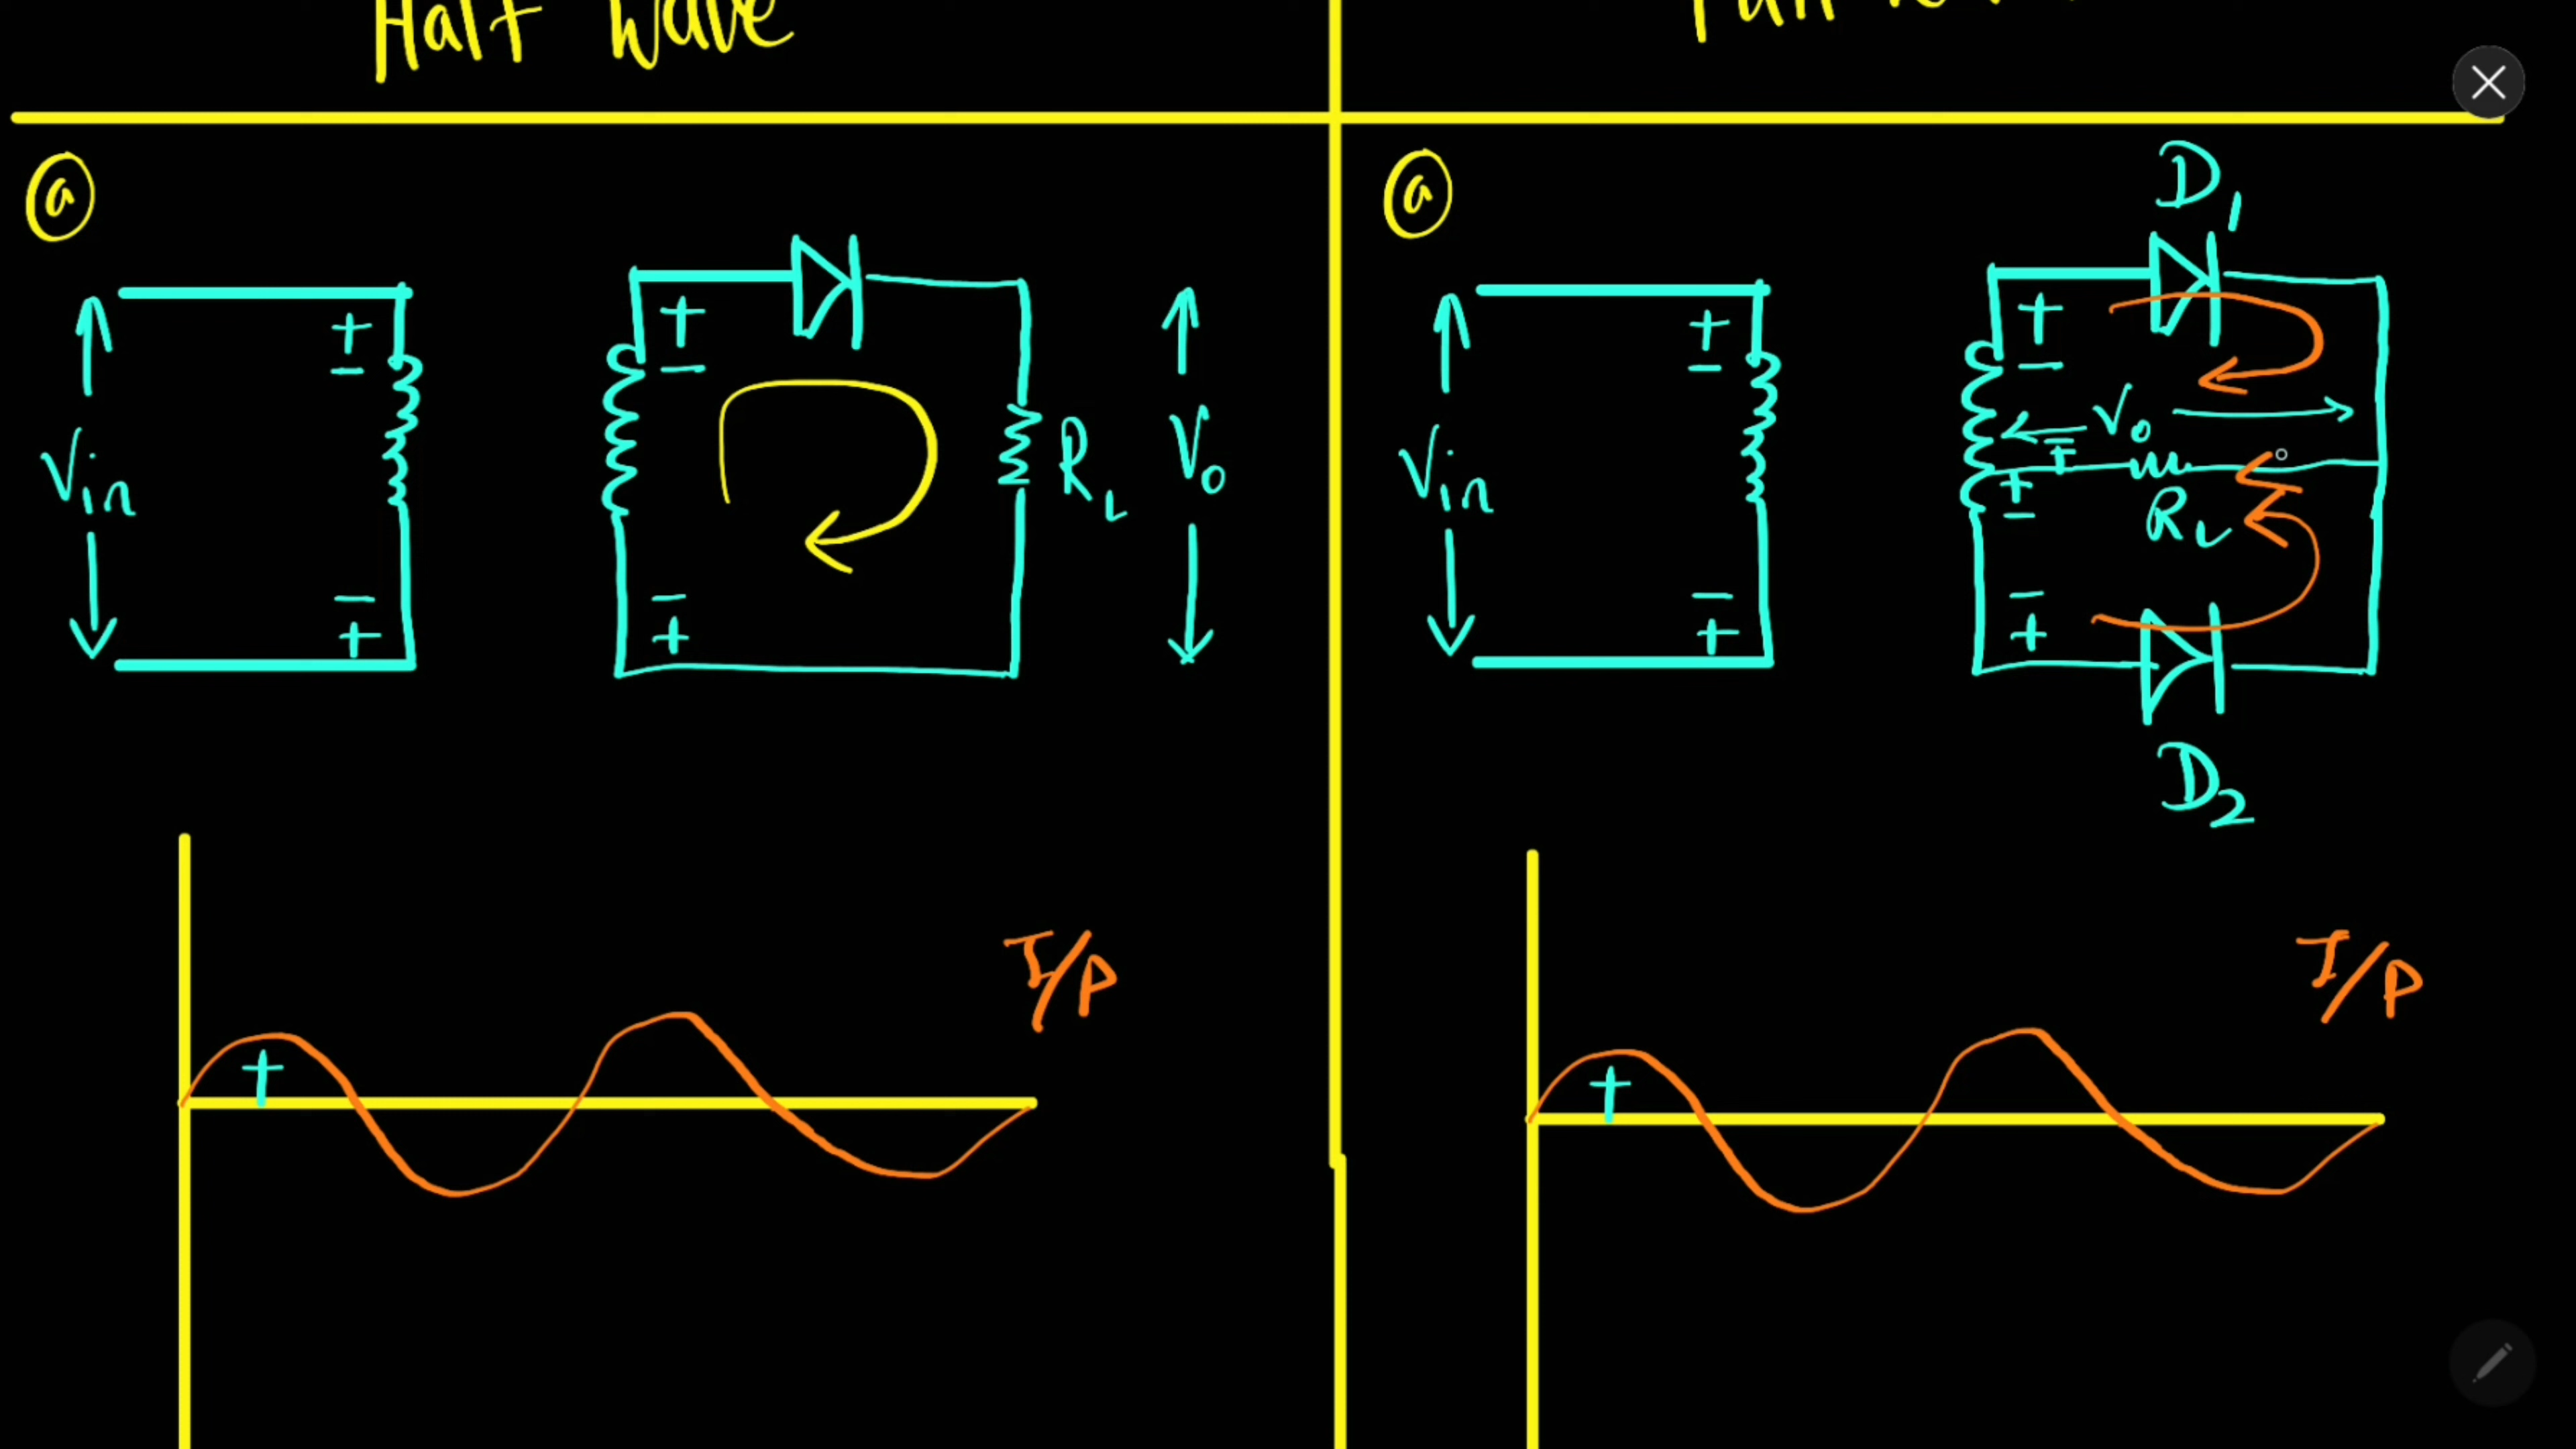 Half Wave
a
+
−
Vin
−
+
+
−
−
+
RL
Vo
I/P
+
a
D1
+
−
Vin
−
+
+
−
Vo
−
+
+
−
RL
−
+
D2
I/P
+